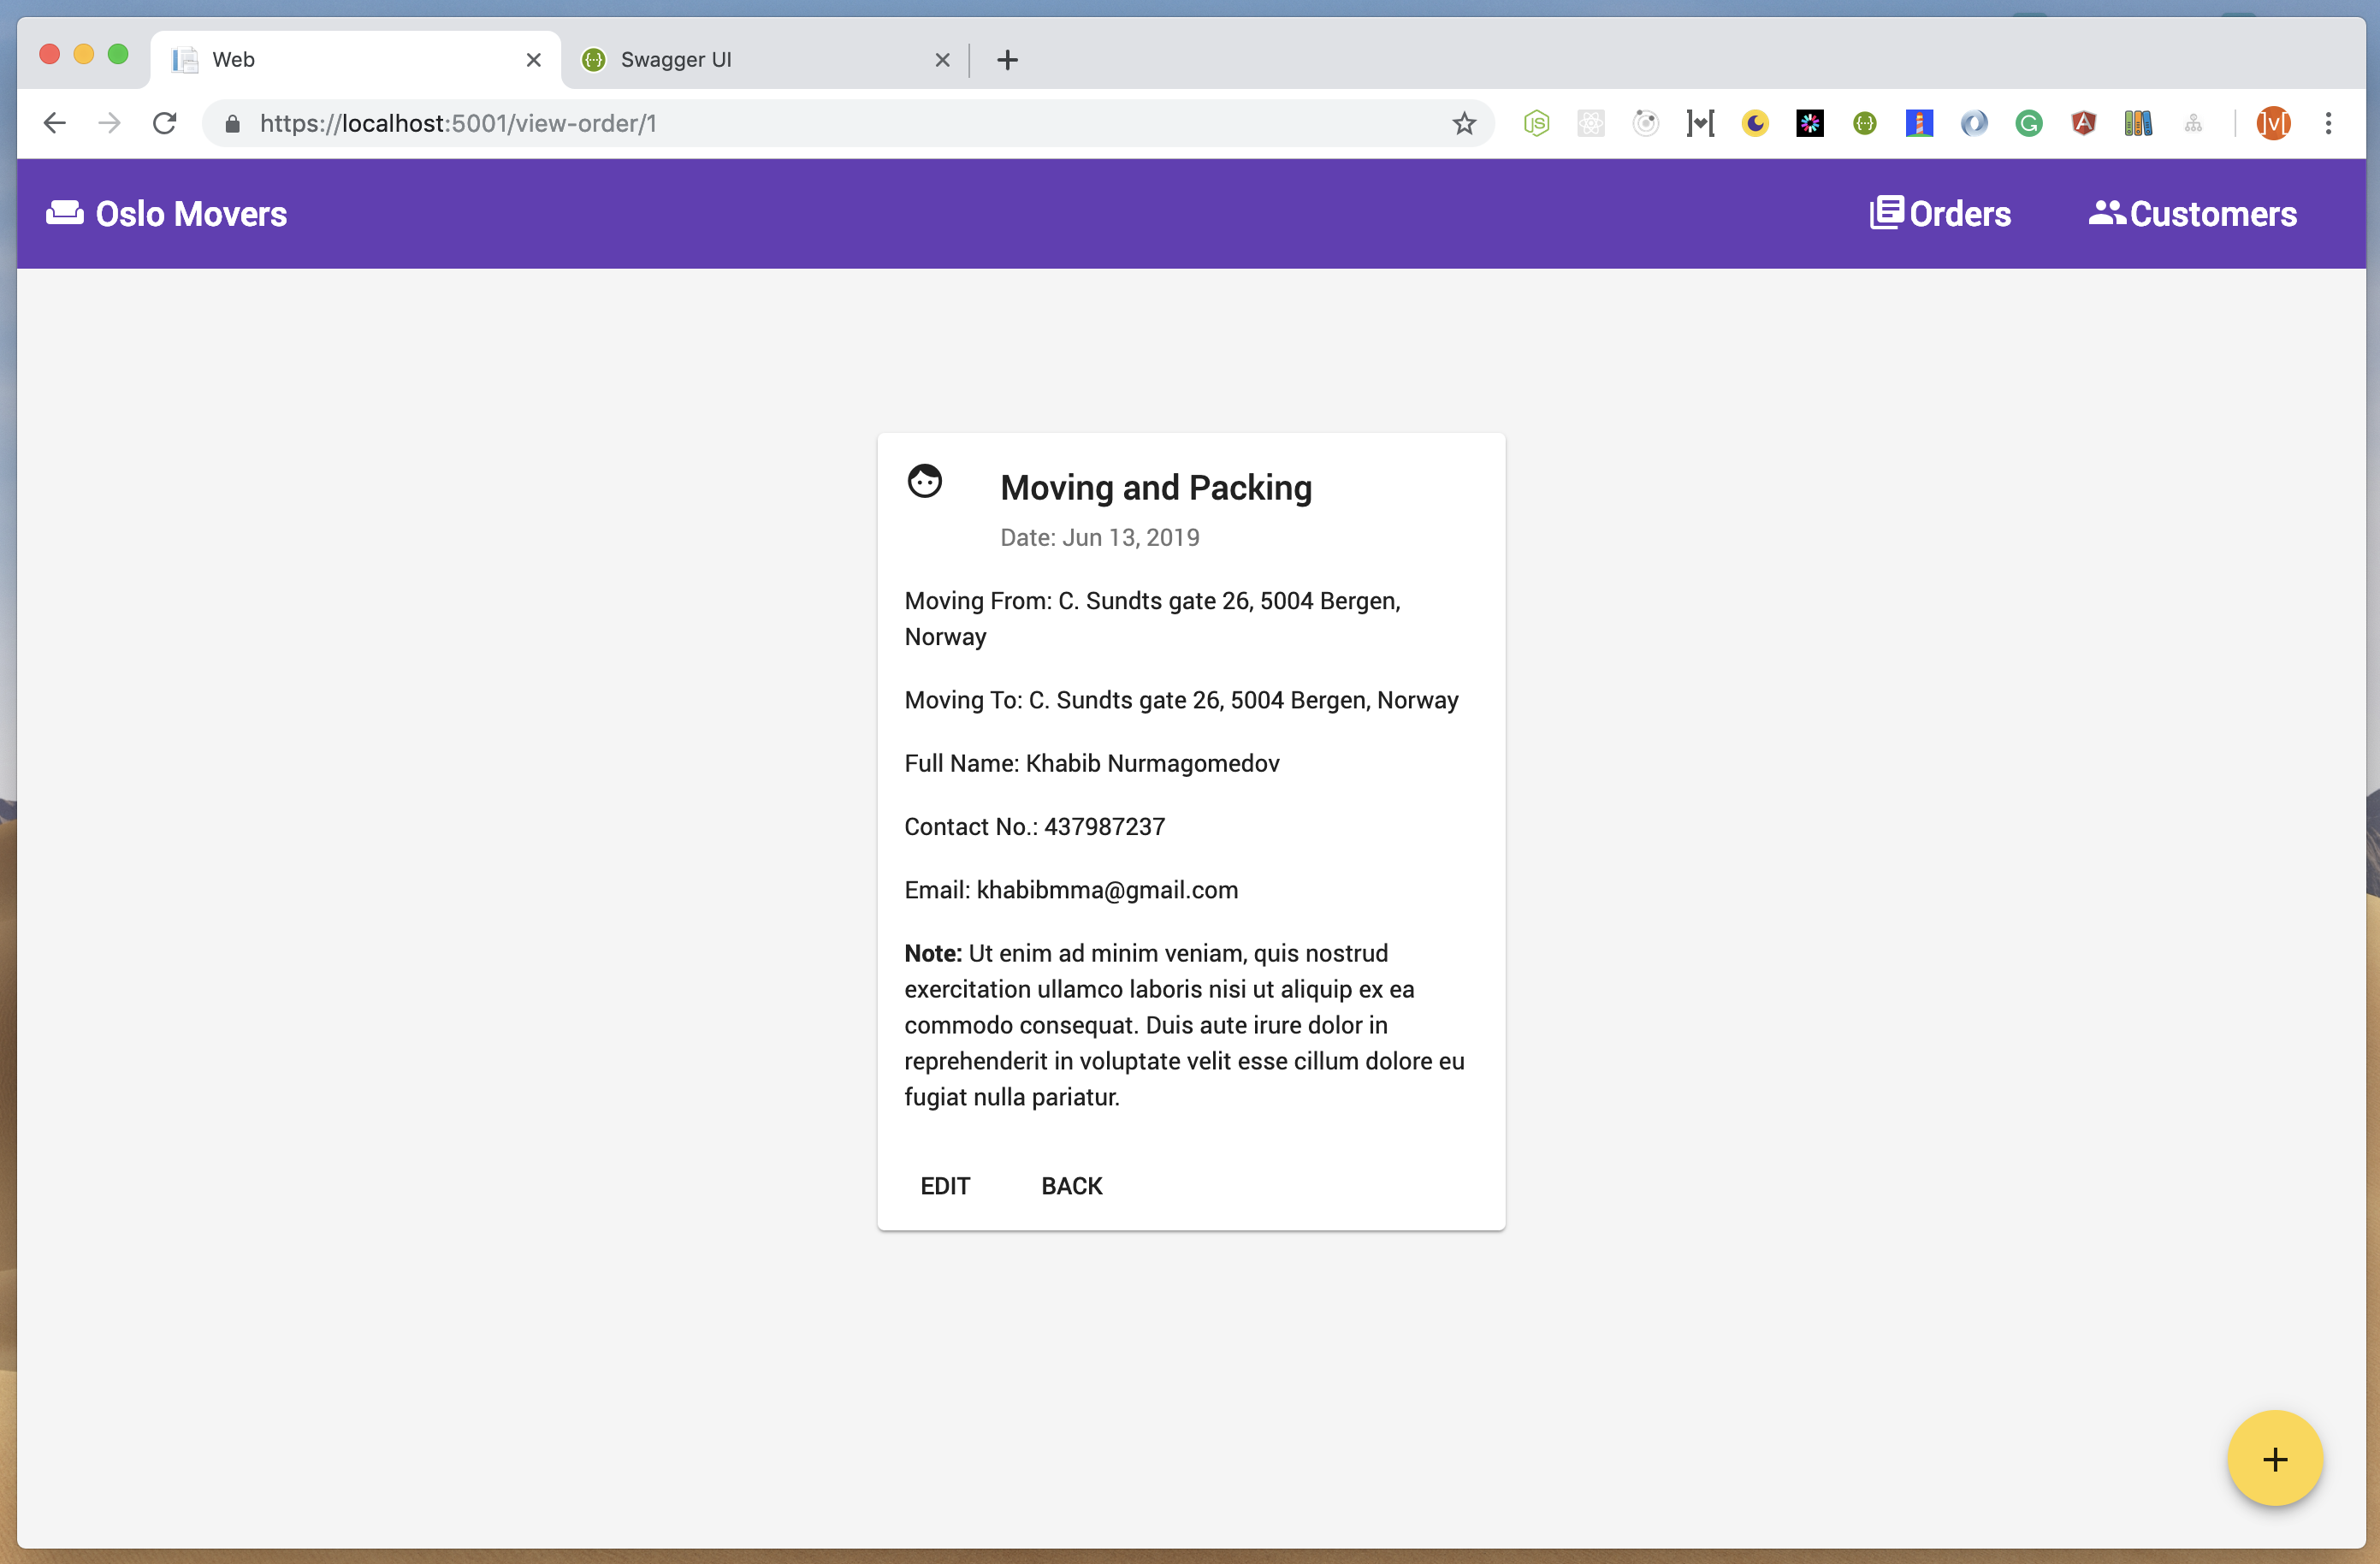 Web
Swagger UI
https://localhost:5001/view-order/1
Oslo Movers
Orders
Customers
Moving and Packing
Date: Jun 13, 2019
Moving From: C. Sundts gate 26, 5004 Bergen,
Norway
Moving To: C. Sundts gate 26, 5004 Bergen, Norway
Full Name: Khabib Nurmagomedov
Contact No.: 437987237
Email: khabibmma@gmail.com
Note: Ut enim ad minim veniam, quis nostrud
exercitation ullamco laboris nisi ut aliquip ex ea
commodo consequat. Duis aute irure dolor in
reprehenderit in voluptate velit esse cillum dolore eu
fugiat nulla pariatur.
EDIT
BACK